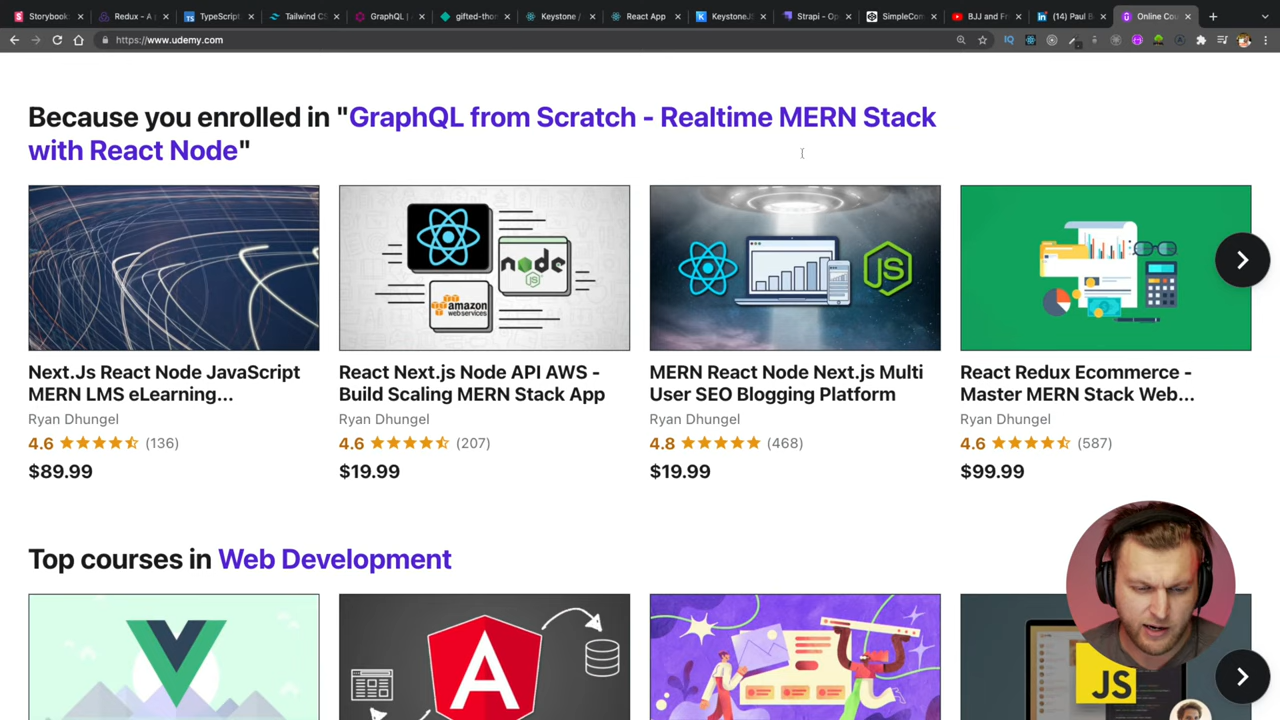 Storybook:
Redux - A p
TypeScript:
Tailwind CS
GraphQL |
gifted-thor
Keystone /
React App
KeystoneJS
Strapi - Op
SimpleCom
BJJ and Fr
(14) Paul B
Online Cou
https://www.udemy.com
Because you enrolled in "GraphQL from Scratch - Realtime MERN Stack
with React Node"
node
JS
amazon
webservices
JS
Next.Js React Node JavaScript
MERN LMS eLearning...
Ryan Dhungel
4.6 (136)
$89.99
React Next.js Node API AWS -
Build Scaling MERN Stack App
Ryan Dhungel
4.6 (207)
$19.99
MERN React Node Next.js Multi
User SEO Blogging Platform
Ryan Dhungel
4.8 (468)
$19.99
React Redux Ecommerce -
Master MERN Stack Web...
Ryan Dhungel
4.6 (587)
$99.99
Top courses in Web Development
A
JS